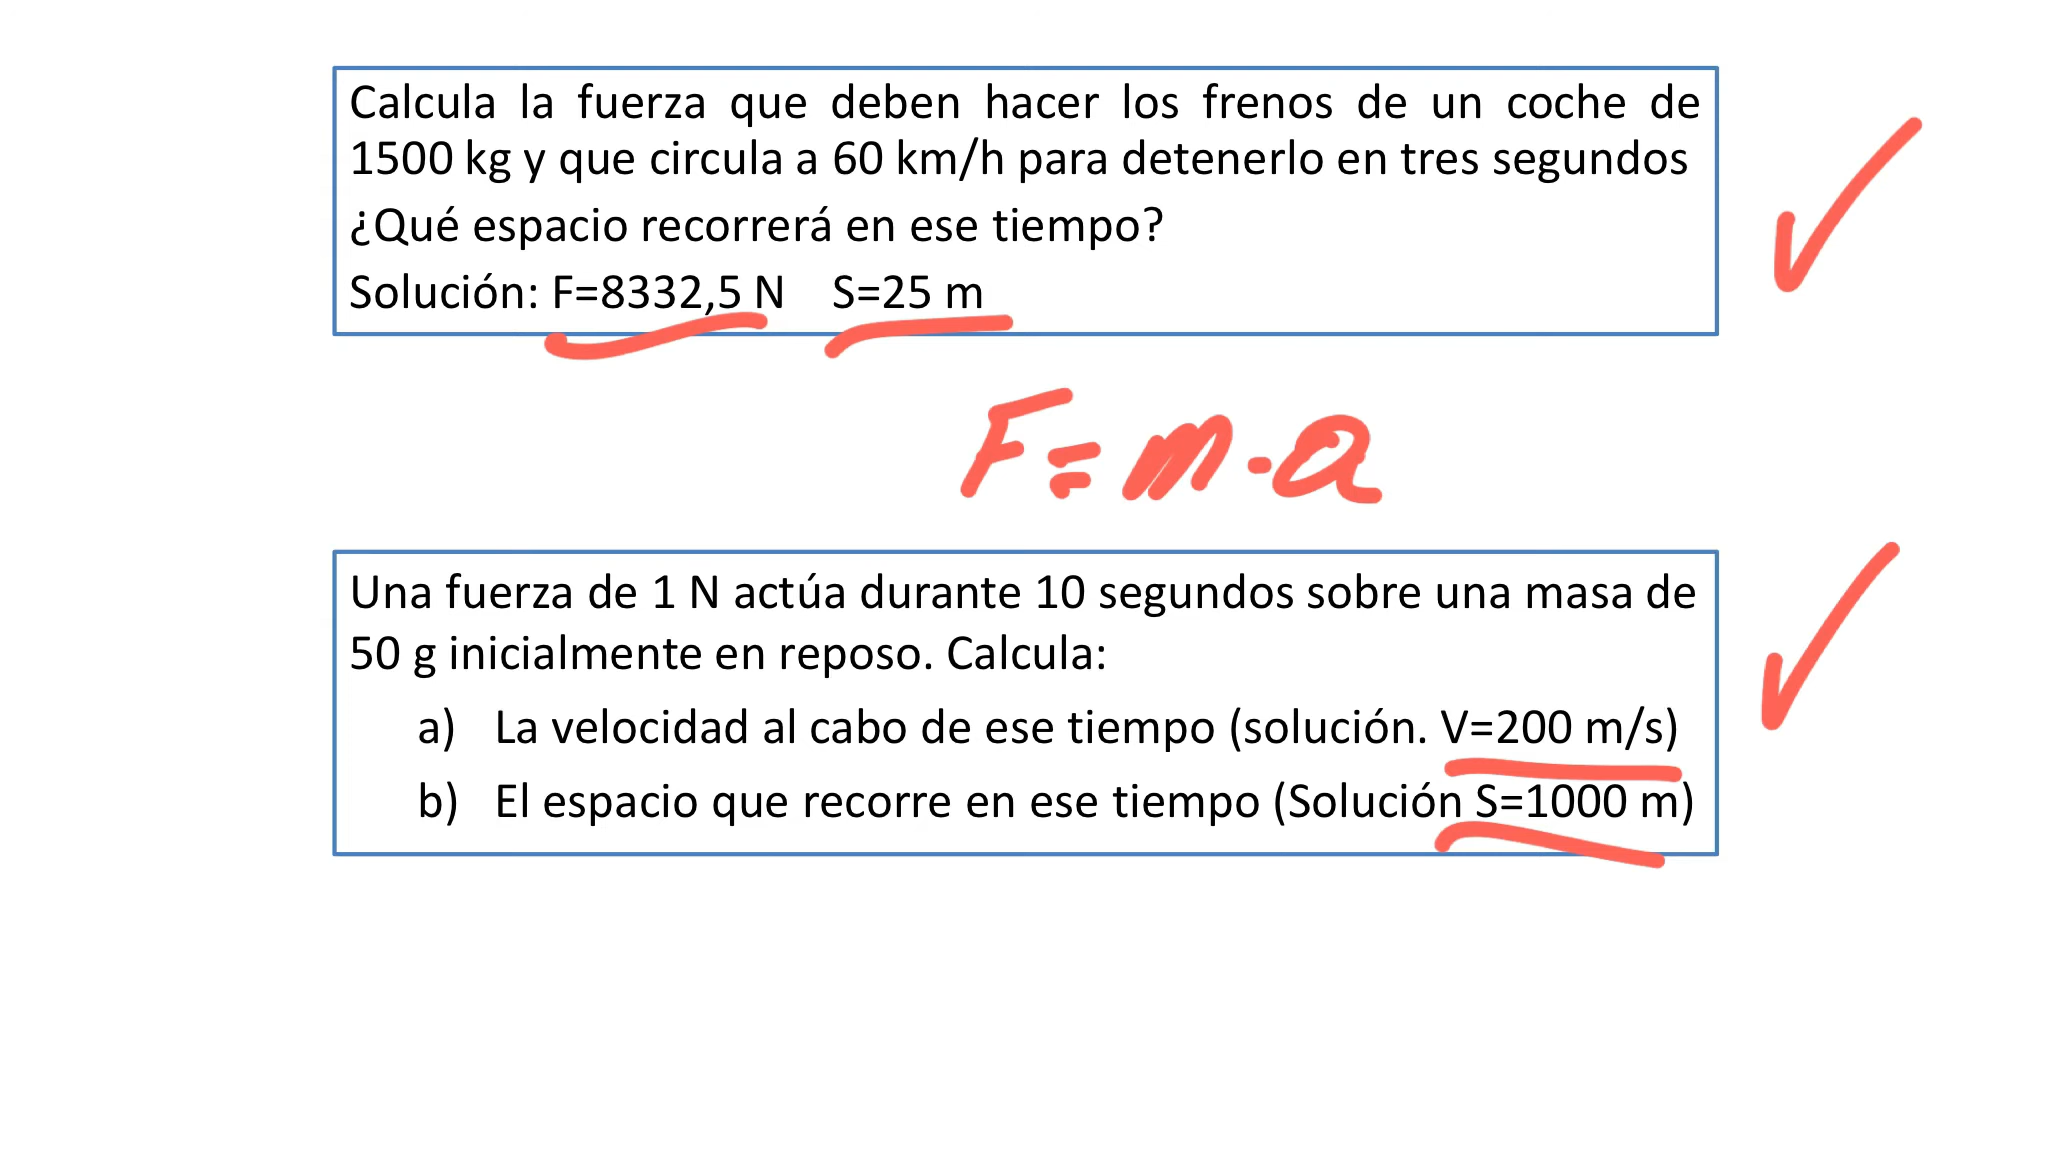 Calcula la fuerza que deben hacer los frenos de un coche de
1500 kg y que circula a 60 km/h para detenerlo en tres segundos
¿Qué espacio recorrerá en ese tiempo?
Solución: F=8332,5 N S=25 m
F=m·a
Una fuerza de 1 N actúa durante 10 segundos sobre una masa de
50 g inicialmente en reposo. Calcula:
a) La velocidad al cabo de ese tiempo (solución. V=200 m/s)
b) El espacio que recorre en ese tiempo (Solución S=1000 m)